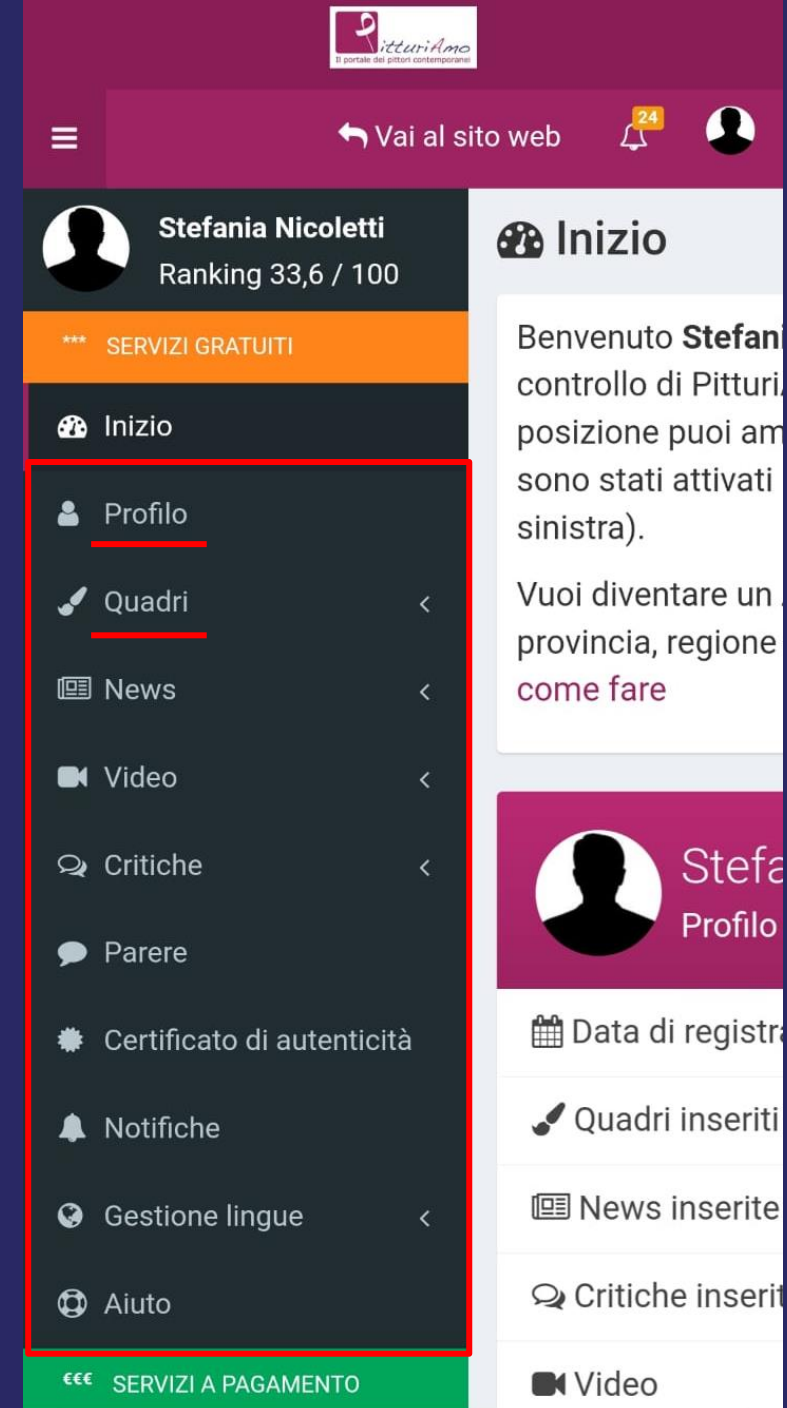 PitturiAmo
Il portale dei pittori contemporanei
Vai al sito web
24
Stefania Nicoletti
Ranking 33,6 / 100
*** SERVIZI GRATUITI
Inizio
Profilo
Quadri
News
Video
Critiche
Parere
Certificato di autenticità
Notifiche
Gestione lingue
Aiuto
€€€ SERVIZI A PAGAMENTO
Inizio
Benvenuto Stefani
controllo di Pitturi
posizione puoi am
sono stati attivati
sinistra).
Vuoi diventare un
provincia, regione
come fare
Stefa
Profilo
Data di registra
Quadri inseriti
News inserite
Critiche inserit
Video